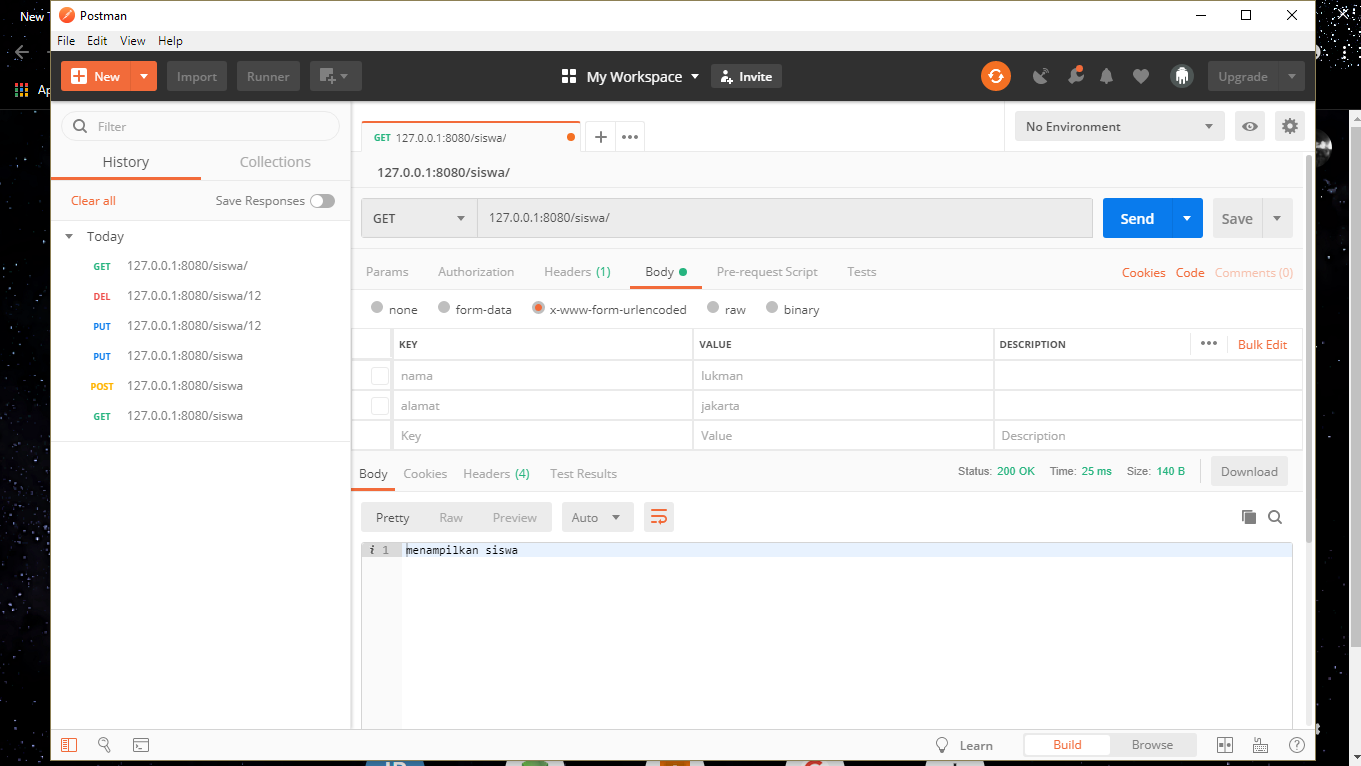 New
Postman
File Edit View Help
New Import Runner My Workspace Invite Upgrade
Ap
Filter
History Collections
Clear all Save Responses
Today
GET 127.0.0.1:8080/siswa/
DEL 127.0.0.1:8080/siswa/12
PUT 127.0.0.1:8080/siswa/12
PUT 127.0.0.1:8080/siswa
POST 127.0.0.1:8080/siswa
GET 127.0.0.1:8080/siswa
GET 127.0.0.1:8080/siswa/ + ••• No Environment
127.0.0.1:8080/siswa/
GET 127.0.0.1:8080/siswa/ Send Save
Params Authorization Headers (1) Body Pre-request Script Tests Cookies Code Comments (0)
none form-data x-www-form-urlencoded raw binary
KEY VALUE DESCRIPTION ••• Bulk Edit
nama lukman
alamat jakarta
Key Value Description
Body Cookies Headers (4) Test Results Status: 200 OK Time: 25 ms Size: 140 B Download
Pretty Raw Preview Auto
i 1 menampilkan siswa
Learn Build Browse ?